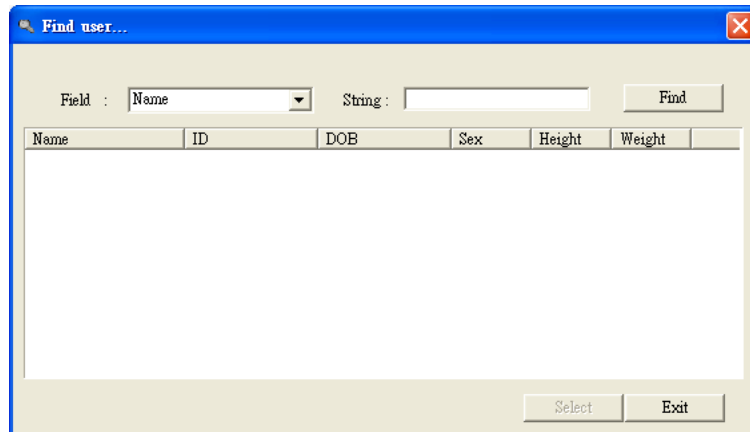 Find user...
Field : Name String : Find
Name ID DOB Sex Height Weight
Select Exit